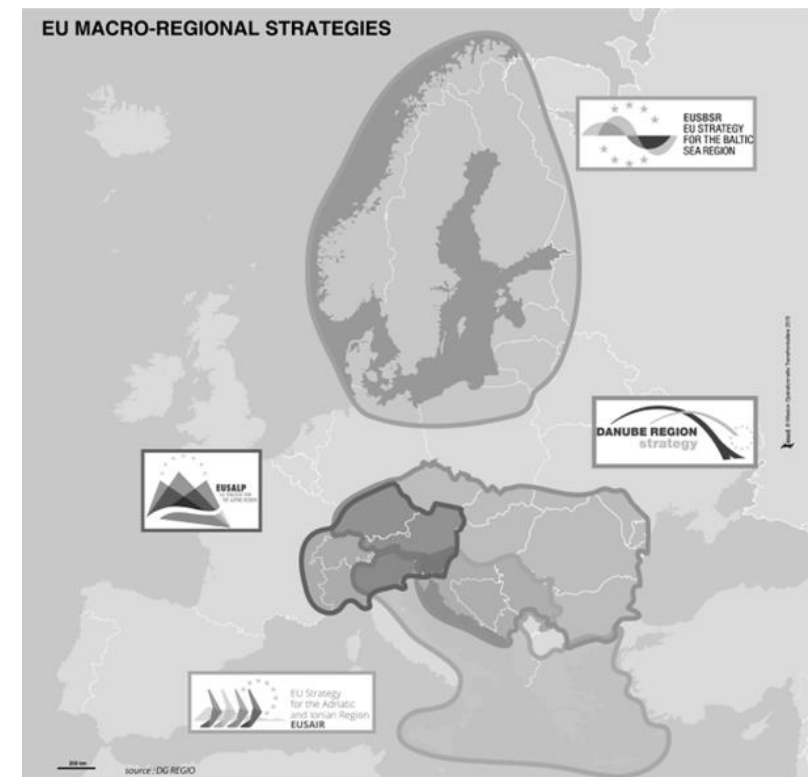 EU MACRO-REGIONAL STRATEGIES
EUSBSR
EU STRATEGY
FOR THE BALTIC
SEA REGION
DANUBE REGION
strategy
EUSALP
EU Strategy
for the Adriatic
and Ionian Region
EUSAIR
source : DG REGIO